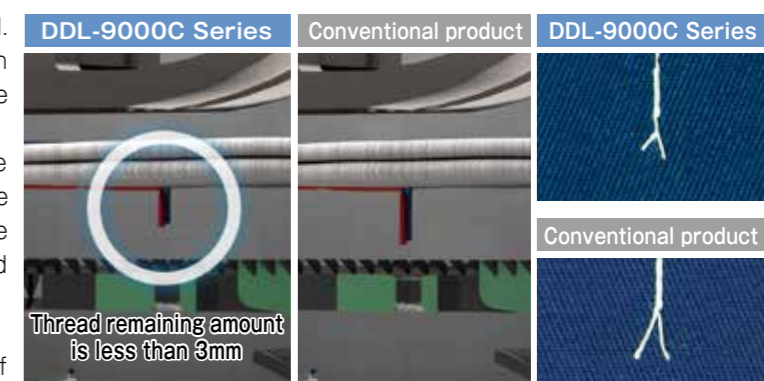 DDL-9000C Series
Conventional product
DDL-9000C Series
Thread remaining amount
is less than 3mm
Conventional product